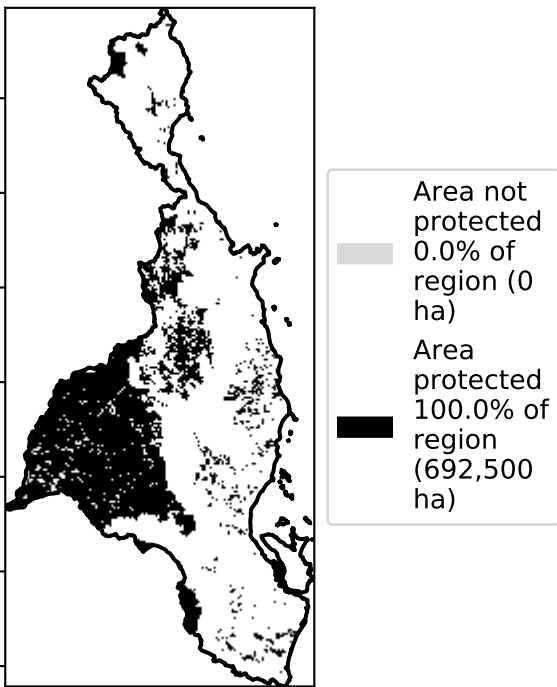 Area not
protected
0.0% of
region (0
ha)
Area
protected
100.0% of
region
(692,500
ha)